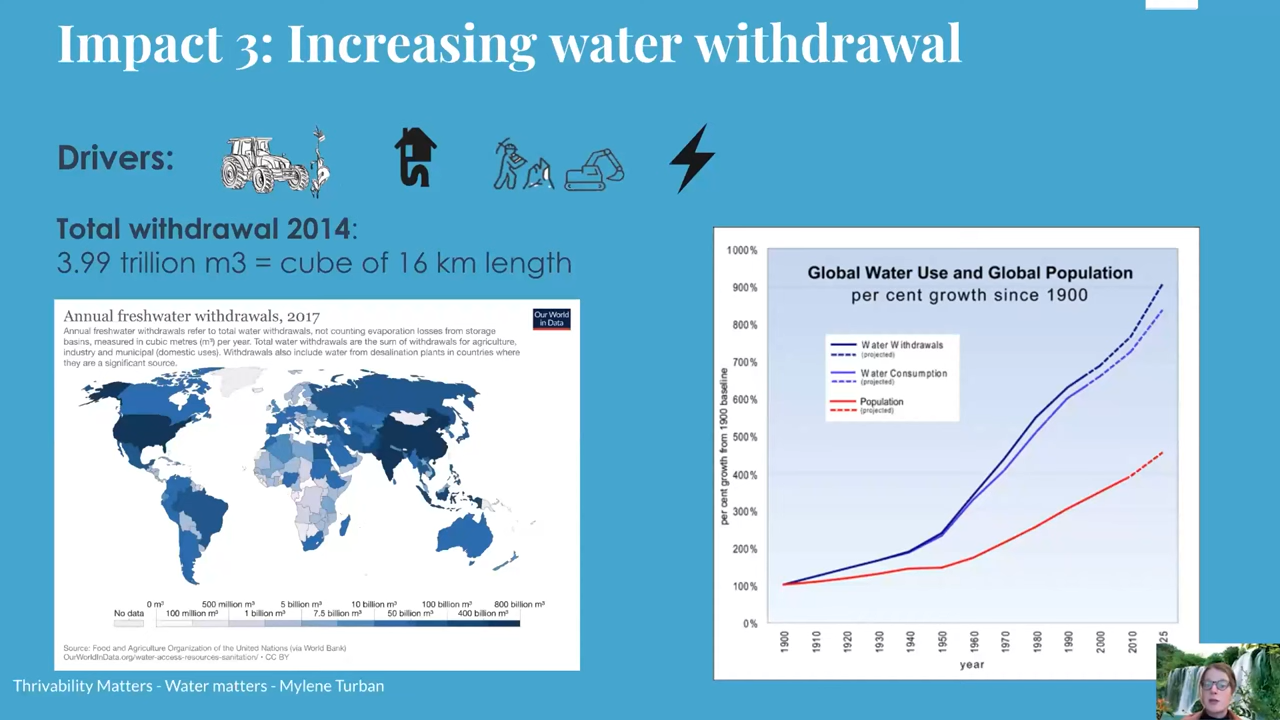 Impact 3: Increasing water withdrawal
Drivers:
Total withdrawal 2014:
3.99 trillion m3 = cube of 16 km length
Annual freshwater withdrawals, 2017
Our World
in Data
Annual freshwater withdrawals refer to total water withdrawals, not counting evaporation losses from storage
basins, measured in cubic metres (m³) per year. Total water withdrawals are the sum of withdrawals for agriculture,
industry and municipal (domestic uses). Withdrawals also include water from desalination plants in countries where
they are a significant source.
0 m³ 500 million m³ 5 billion m³ 10 billion m³ 100 billion m³ 800 billion m³
No data 100 million m³ 1 billion m³ 7.5 billion m³ 50 billion m³ 400 billion m³
Source: Food and Agriculture Organization of the United Nations (via World Bank)
OurWorldInData.org/water-access-resources-sanitation/ • CC BY
Global Water Use and Global Population
per cent growth since 1900
Water Withdrawals
(projected)
Water Consumption
(projected)
Population
(projected)
per cent growth from 1900 baseline
1000%
900%
800%
700%
600%
500%
400%
300%
200%
100%
0%
1900 1910 1920 1930 1940 1950 1960 1970 1980 1990 2000 2010 25
year
Thrivability Matters - Water matters - Mylene Turban